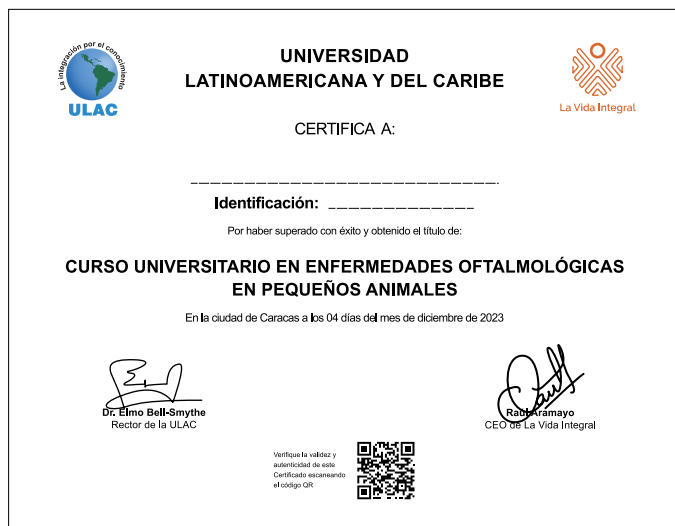 La integración por el conocimiento
ULAC
UNIVERSIDAD
LATINOAMERICANA Y DEL CARIBE
La Vida Integral
CERTIFICA A:
Identificación:
Por haber superado con éxito y obtenido el título de:
CURSO UNIVERSITARIO EN ENFERMEDADES OFTALMOLÓGICAS
EN PEQUEÑOS ANIMALES
En la ciudad de Caracas a los 04 días del mes de diciembre de 2023
Dr. Elmo Bell-Smythe
Rector de la ULAC
Raúl Aramayo
CEO de La Vida Integral
Verifique la validez y
autenticidad de este
Certificado escaneando
el código QR